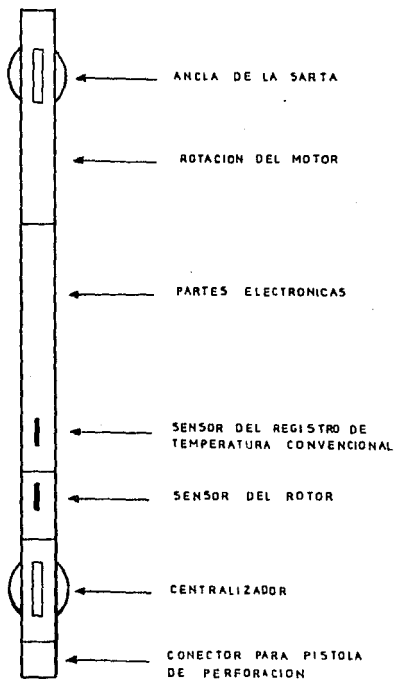 ANCLA DE LA SARTA
ROTACION DEL MOTOR
PARTES ELECTRONICAS
SENSOR DEL REGISTRO DE
TEMPERATURA CONVENCIONAL
SENSOR DEL ROTOR
CENTRALIZADOR
CONECTOR PARA PISTOLA
DE PERFORACION